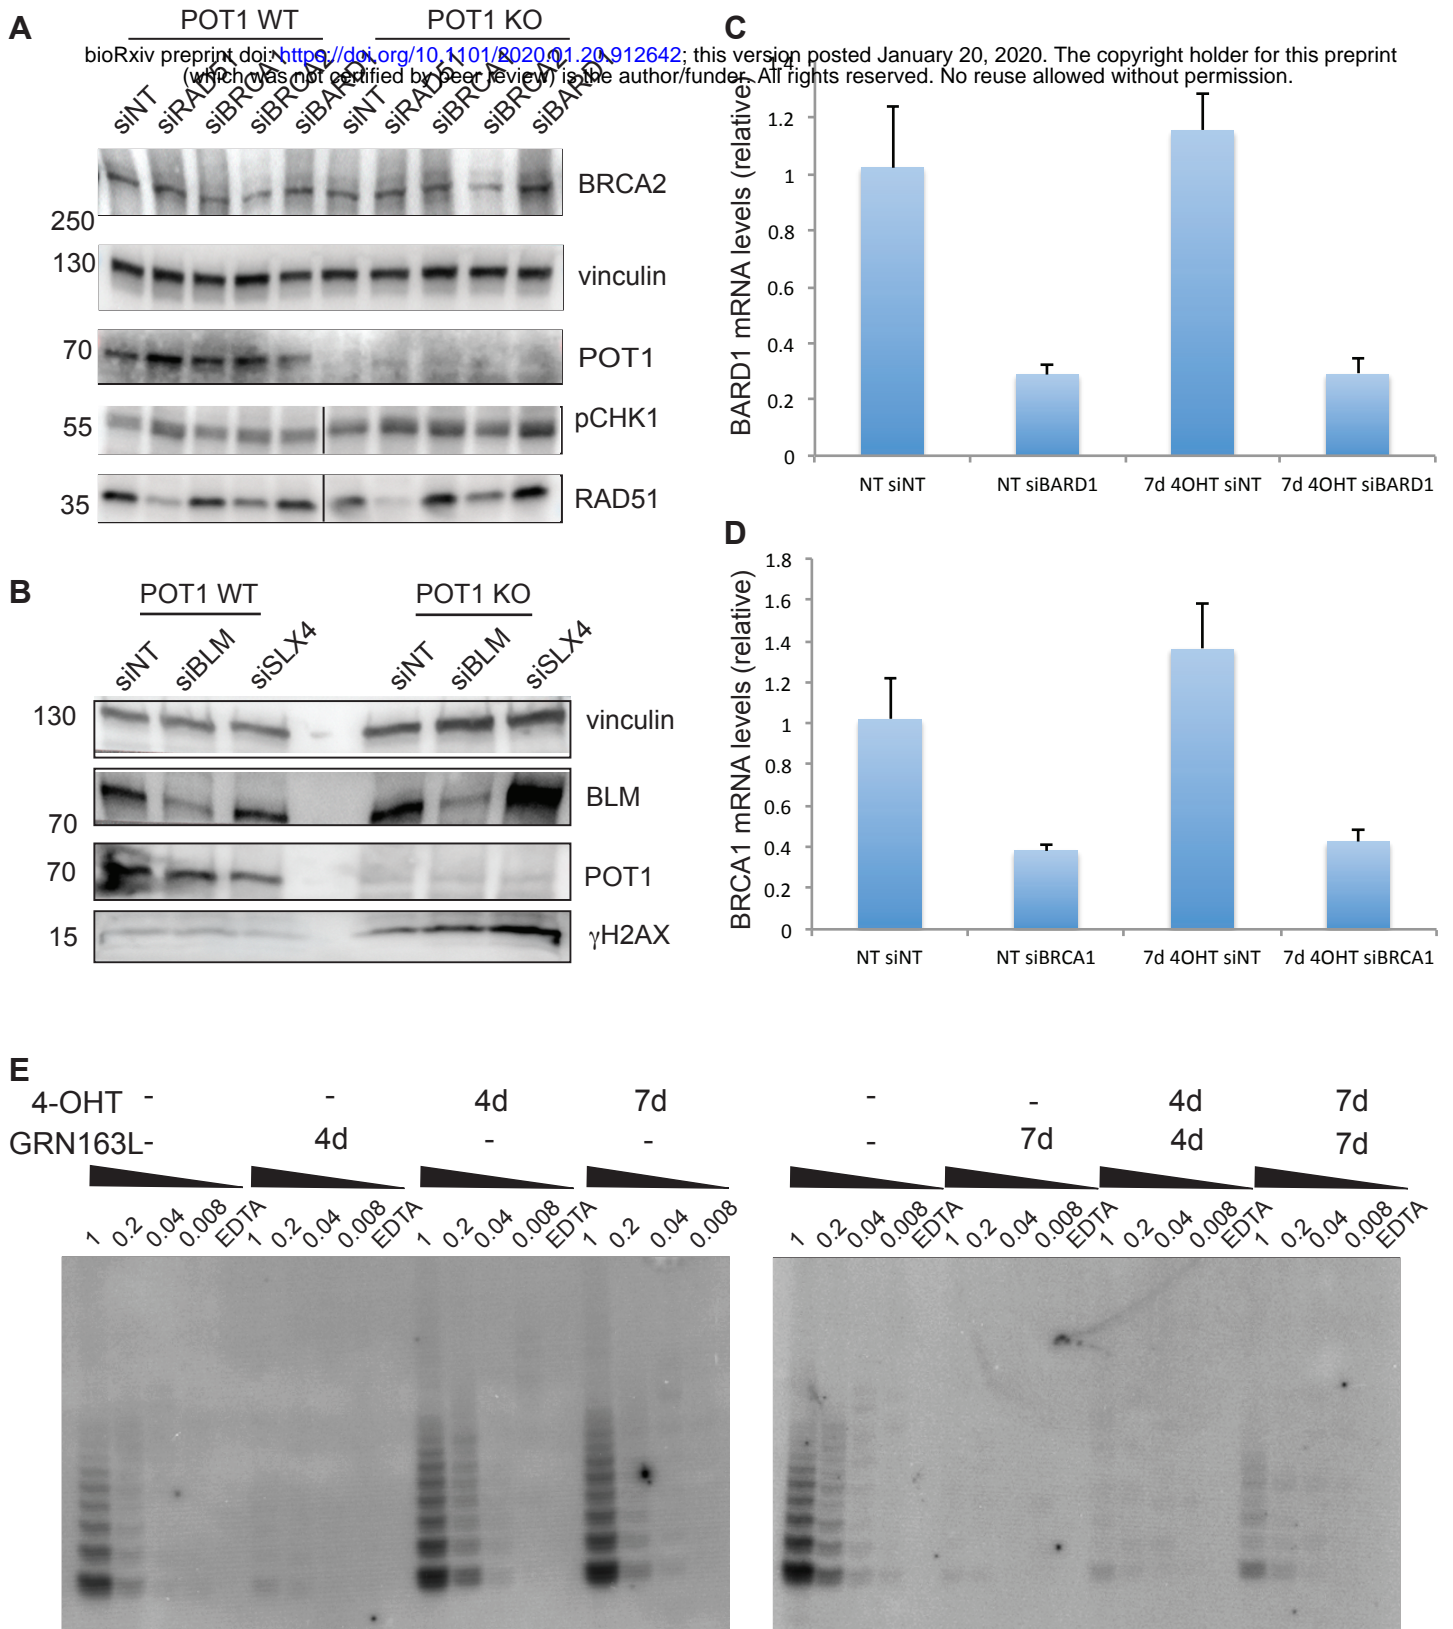 A
POT1 WT POT1 KO
C
bioRxiv preprint doi: https://doi.org/10.1101/2020.01.20.912642; this version posted January 20, 2020. The copyright holder for this preprint
(which was not certified by peer review) is the author/funder. All rights reserved. No reuse allowed without permission.
siNT siRAD51 siBRCA1 siBRCA2 siBARD1 siNT siRAD51 siBRCA1 siBRCA2 siBARD1
BRCA2
250
130
vinculin
70
POT1
55
pCHK1
35
RAD51
BARD1 mRNA levels (relative)
1.4
1.2
1
0.8
0.6
0.4
0.2
0
NT siNT NT siBARD1 7d 4OHT siNT 7d 4OHT siBARD1
B
POT1 WT POT1 KO
siNT siBLM siSLX4 siNT siBLM siSLX4
130
vinculin
BLM
70
70
POT1
15
γH2AX
D
BRCA1 mRNA levels (relative)
1.8
1.6
1.4
1.2
1
0.8
0.6
0.4
0.2
0
NT siNT NT siBRCA1 7d 4OHT siNT 7d 4OHT siBRCA1
E
4-OHT - - 4d 7d - - 4d 7d
GRN163L- 4d - - - 7d 4d 7d
1 0.2 0.04 0.008 EDTA 1 0.2 0.04 0.008 EDTA 1 0.2 0.04 0.008 EDTA 1 0.2 0.04 0.008 1 0.2 0.04 0.008 EDTA 1 0.2 0.04 0.008 EDTA 1 0.2 0.04 0.008 EDTA 1 0.2 0.04 0.008 EDTA